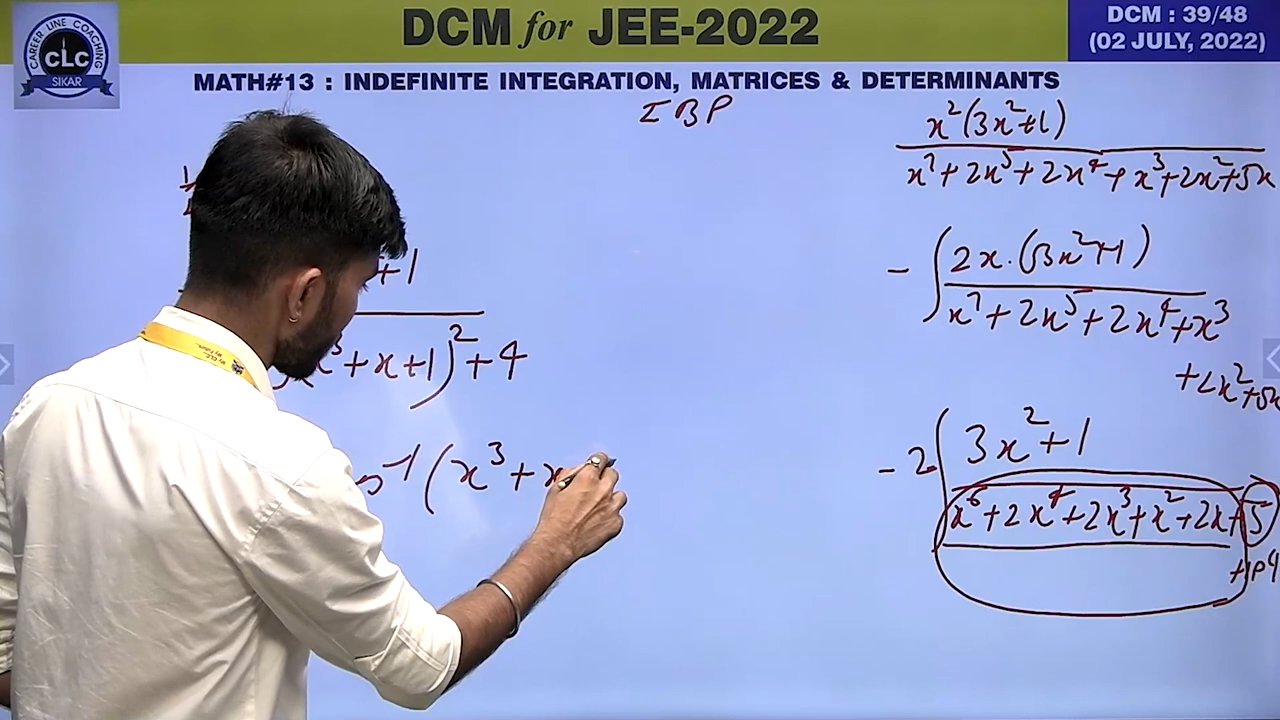 DCM for JEE-2022
DCM : 39/48
(02 JULY, 2022)
CAREER LINE COACHING
CLC
SIKAR
MATH#13 : INDEFINITE INTEGRATION, MATRICES & DETERMINANTS
IBP
x²(3x²+1)
x⁷+2x⁵+2x⁴+x³+2x²+5x
- ∫ 2x.(3x²+1)
x⁷+2x⁵+2x⁴+x³
+2x²+5x
-2 ∫ 3x²+1
x⁶+2x⁴+2x³+x²+2x+5
+1
x³+x+1)²+4
⁻¹(x³+x